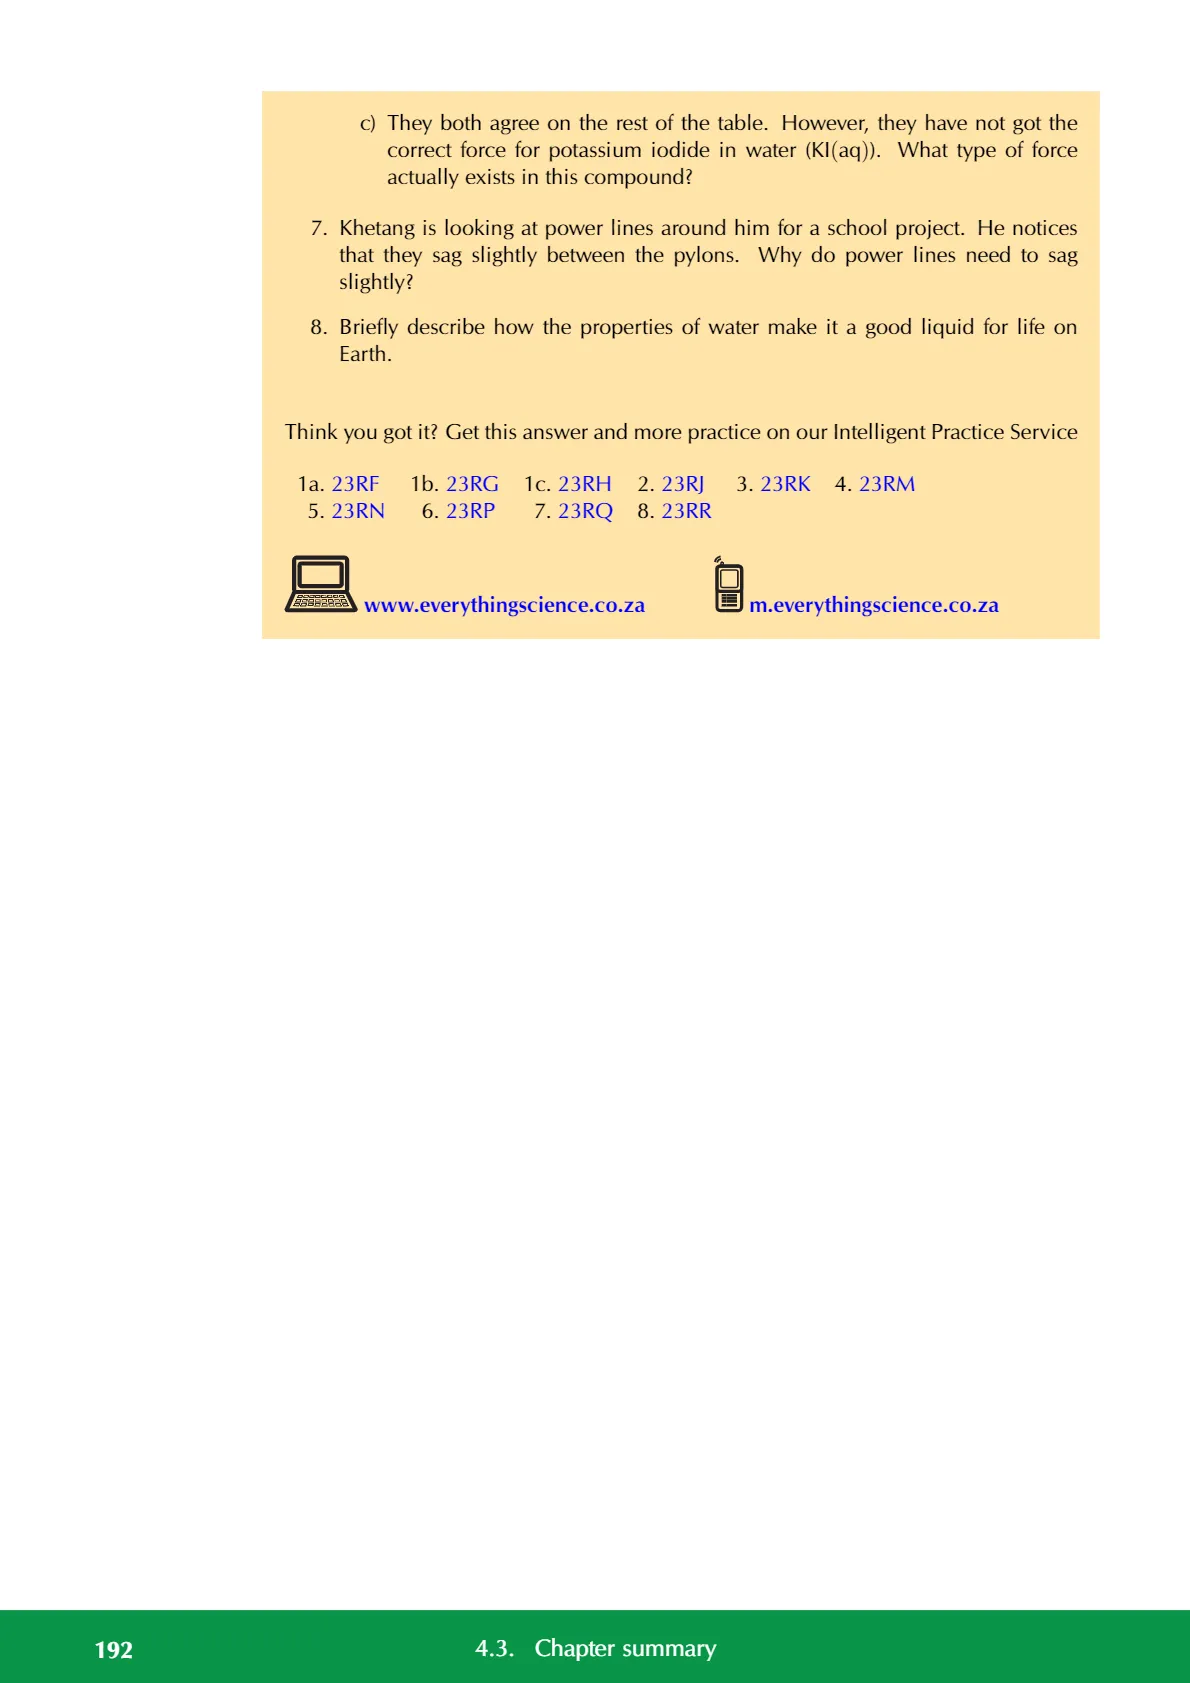 c) They both agree on the rest of the table. However, they have not got the
correct force for potassium iodide in water (KI(aq)). What type of force
actually exists in this compound?
7. Khetang is looking at power lines around him for a school project. He notices
that they sag slightly between the pylons. Why do power lines need to sag
slightly?
8. Briefly describe how the properties of water make it a good liquid for life on
Earth.
Think you got it? Get this answer and more practice on our Intelligent Practice Service
1a. 23RF 1b. 23RG 1c. 23RH 2. 23RJ 3. 23RK 4. 23RM
5. 23RN 6. 23RP 7. 23RQ 8. 23RR
www.everythingscience.co.za m.everythingscience.co.za
192 4.3. Chapter summary